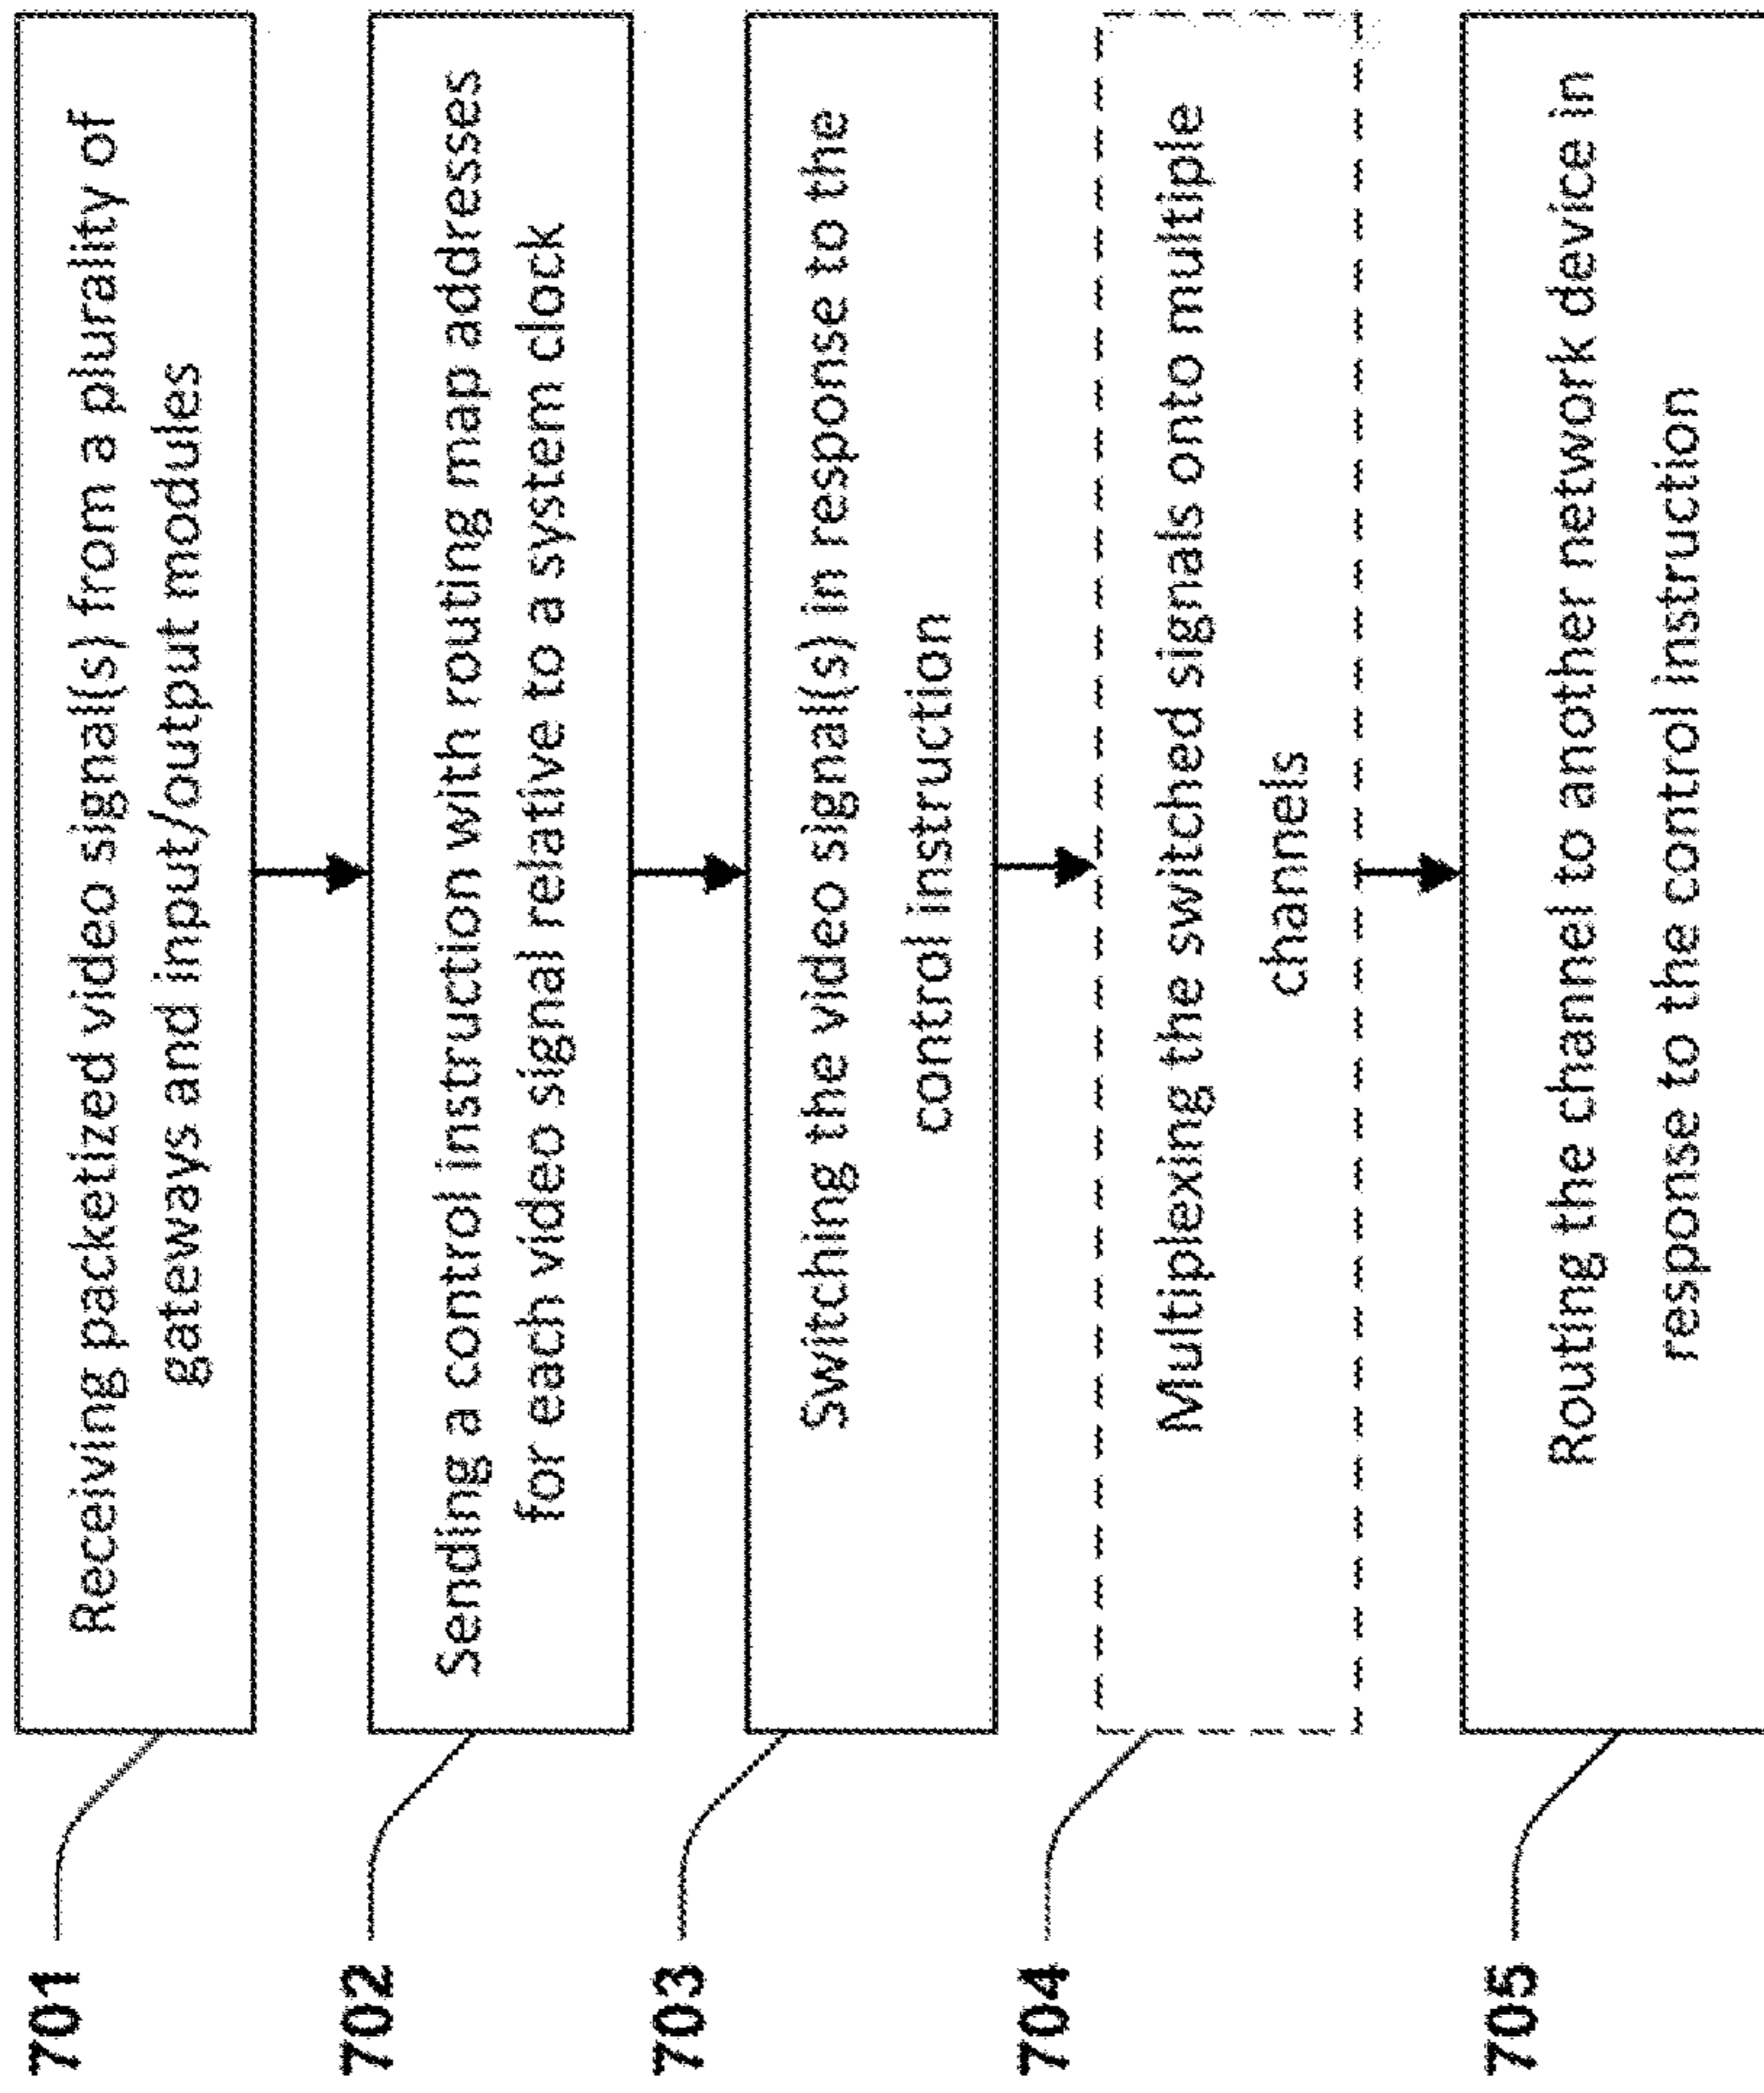 701
Receiving packetized video signal(s) from a plurality of
gateways and input/output modules
702
Sending a control instruction with routing map addresses
for each video signal relative to a system clock
703
Switching the video signal(s) in response to the
control instruction
704
Multiplexing the switched signals onto multiple
channels
705
Routing the channel to another network device in
response to the control instruction